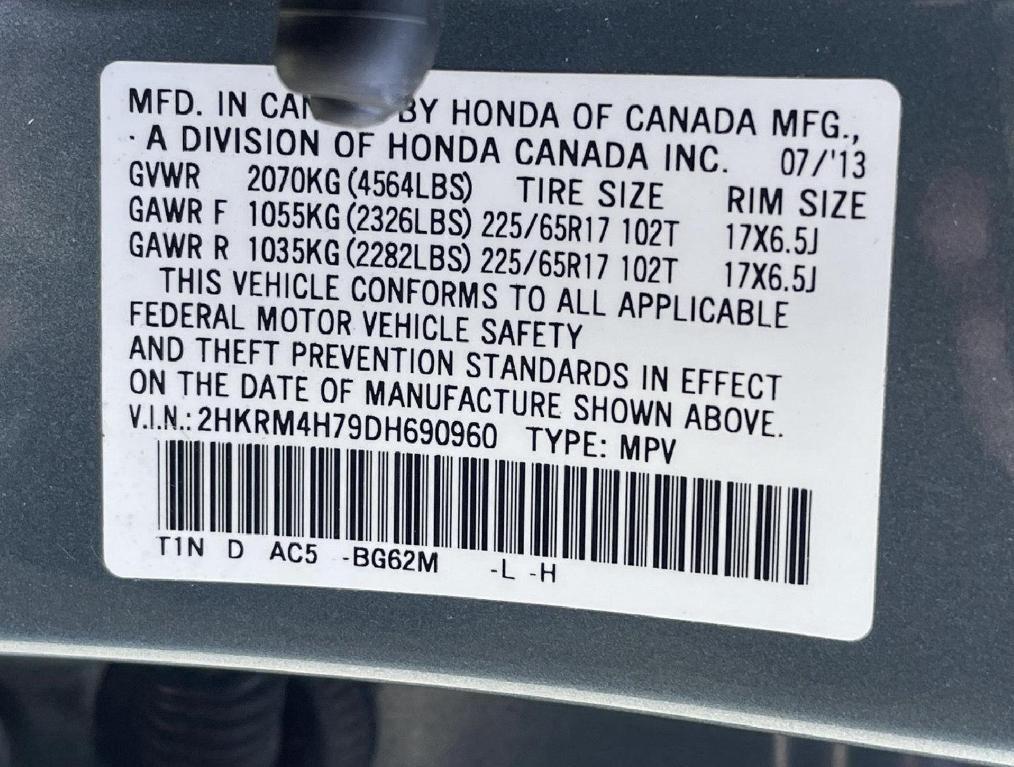 MFD. IN BY HONDA OF CANADA MFG.,
· A DIVISION OF HONDA CANADA INC. 07/'13
GVWR 2070KG (4564LBS) TIRE SIZE RIM SIZE
GAWR F 1055KG (2326LBS) 225/65R17 102T 17X6.5J
GAWR R 1035KG (2282LBS) 225/65R17 102T 17X6.5J
THIS VEHICLE CONFORMS TO ALL APPLICABLE
FEDERAL MOTOR VEHICLE SAFETY
AND THEFT PREVENTION STANDARDS IN EFFECT
ON THE DATE OF MANUFACTURE SHOWN ABOVE.
V.I.N.: 2HKRM4H79DH690960 TYPE: MPV
T1N D AC5 -BG62M -L -H